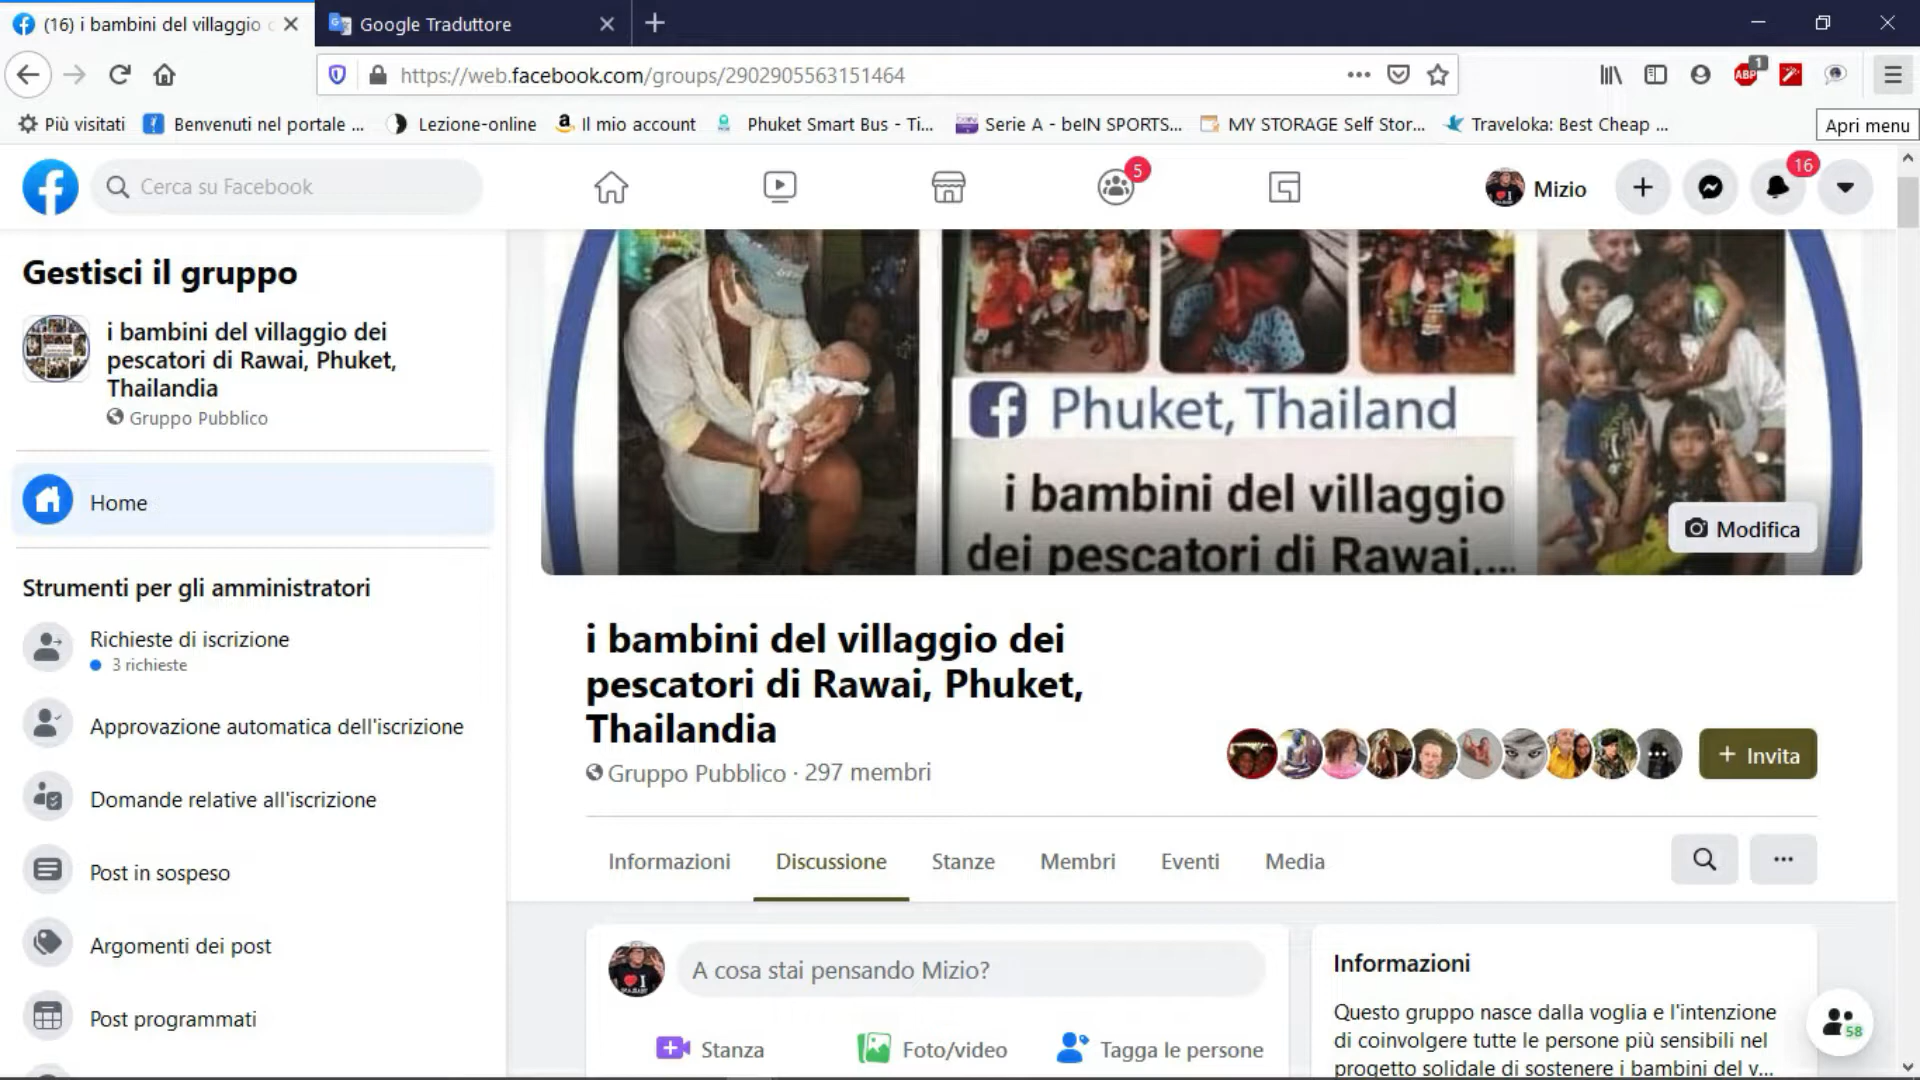 (16) i bambini del villaggio
Google Traduttore
https://web.facebook.com/groups/2902905563151464
ABP
1
Più visitati
Benvenuti nel portale ...
Lezione-online
Il mio account
Phuket Smart Bus - Ti...
Serie A - beIN SPORTS...
MY STORAGE Self Stor...
Traveloka: Best Cheap ...
Apri menu
Cerca su Facebook
5
Mizio
16
Gestisci il gruppo
i bambini del villaggio dei
pescatori di Rawai, Phuket,
Thailandia
Gruppo Pubblico
Home
Strumenti per gli amministratori
Richieste di iscrizione
3 richieste
Approvazione automatica dell'iscrizione
Domande relative all'iscrizione
Post in sospeso
Argomenti dei post
Post programmati
Phuket, Thailand
i bambini del villaggio
dei pescatori di Rawai,...
Modifica
i bambini del villaggio dei
pescatori di Rawai, Phuket,
Thailandia
Gruppo Pubblico · 297 membri
+ Invita
Informazioni
Discussione
Stanze
Membri
Eventi
Media
A cosa stai pensando Mizio?
Stanza
Foto/video
Tagga le persone
Informazioni
Questo gruppo nasce dalla voglia e l'intenzione
di coinvolgere tutte le persone più sensibili nel
progetto solidale di sostenere i bambini del v...
58